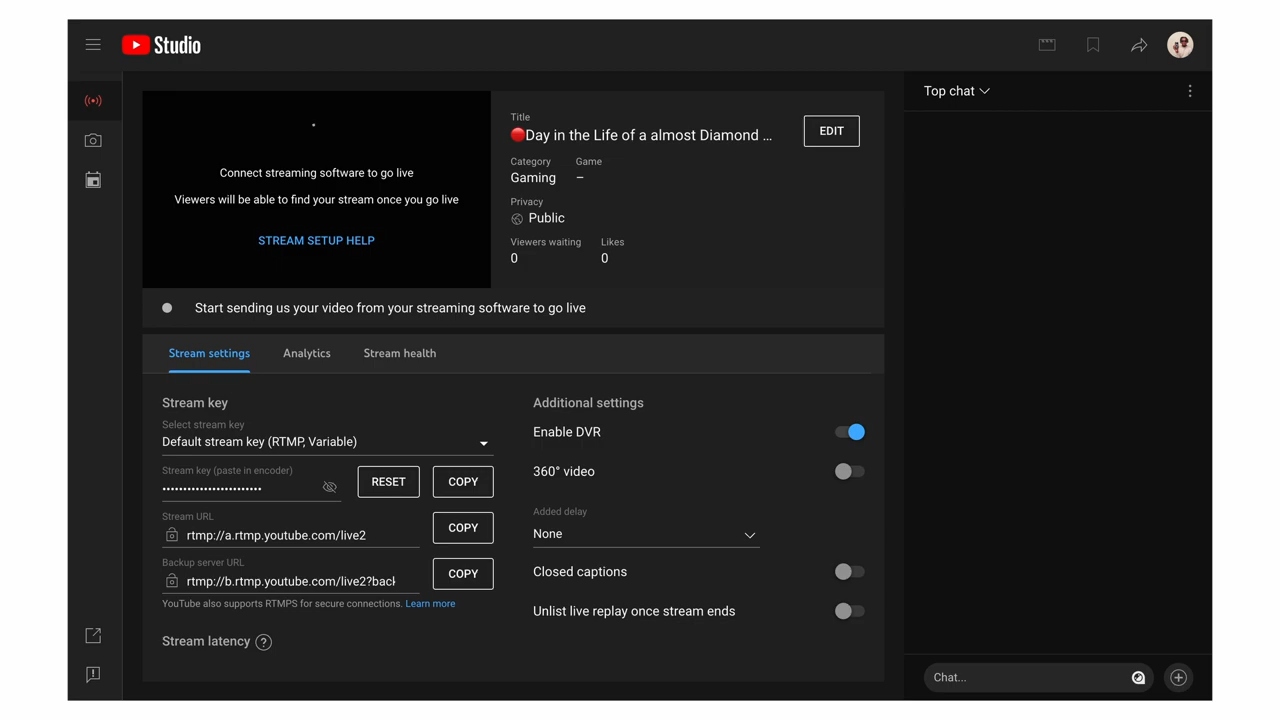 Studio
Connect streaming software to go live
Viewers will be able to find your stream once you go live
STREAM SETUP HELP
Title
🔴Day in the Life of a almost Diamond ...
EDIT
Category Game
Gaming –
Privacy
Public
Viewers waiting Likes
0 0
Start sending us your video from your streaming software to go live
Stream settings Analytics Stream health
Stream key
Select stream key
Default stream key (RTMP, Variable)
Stream key (paste in encoder)
••••••••••••••••••••••••
RESET COPY
Stream URL
rtmp://a.rtmp.youtube.com/live2
COPY
Backup server URL
rtmp://b.rtmp.youtube.com/live2?back
COPY
YouTube also supports RTMPS for secure connections. Learn more
Stream latency ?
Additional settings
Enable DVR
360° video
Added delay
None
Closed captions
Unlist live replay once stream ends
Top chat
Chat...